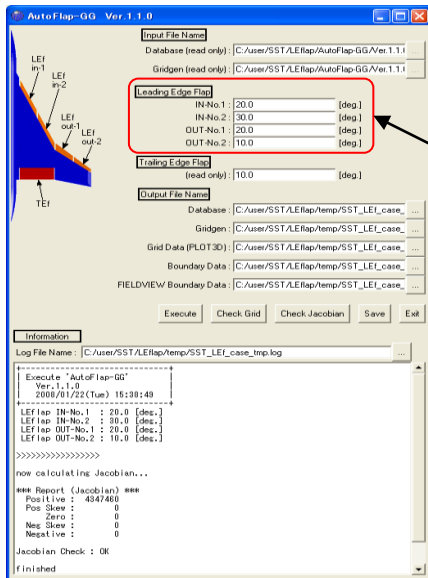 AutoFlap-GG Ver.1.1.0
Input File Name
Database (read only) : C:/user/SST/LEflap/AutoFlap-GG/Ver.1.1.(
Gridgen (read only) : C:/user/SST/LEflap/AutoFlap-GG/Ver.1.1.(
LEf
in-1
LEf
in-2
LEf
out-1
LEf
out-2
TEf
Leading Edge Flap
IN-No.1 : 20.0 [deg.]
IN-No.2 : 30.0 [deg.]
OUT-No.1 : 20.0 [deg.]
OUT-No.2 : 10.0 [deg.]
Trailing Edge Flap
(read only) : 10.0 [deg.]
Output File Name
Database : C:/user/SST/LEflap/temp/SST_LEf_case_ ...
Gridgen : C:/user/SST/LEflap/temp/SST_LEf_case_ ...
Grid Data (PLOT3D) : C:/user/SST/LEflap/temp/SST_LEf_case_ ...
Boundary Data : C:/user/SST/LEflap/temp/SST_LEf_case_ ...
FIELDVIEW Boundary Data : C:/user/SST/LEflap/temp/SST_LEf_case_ ...
Execute Check Grid Check Jacobian Save Exit
Information
Log File Name : C:/user/SST/LEflap/temp/SST_LEf_case_tmp.log ...
+----------------------------+
| Execute 'AutoFlap-GG' |
| Ver.1.1.0 |
| 2008/01/22(Tue) 15:38:49 |
+----------------------------+
LEflap IN-No.1 : 20.0 [deg.]
LEflap IN-No.2 : 30.0 [deg.]
LEflap OUT-No.1 : 20.0 [deg.]
LEflap OUT-No.2 : 10.0 [deg.]
>>>>>>>>>>>>>>>>>
now calculating Jacobian...
*** Report (Jacobian) ***
Positive : 4347460
Pos Skew : 0
Zero : 0
Neg Skew : 0
Negative : 0
Jacobian Check : OK
finished